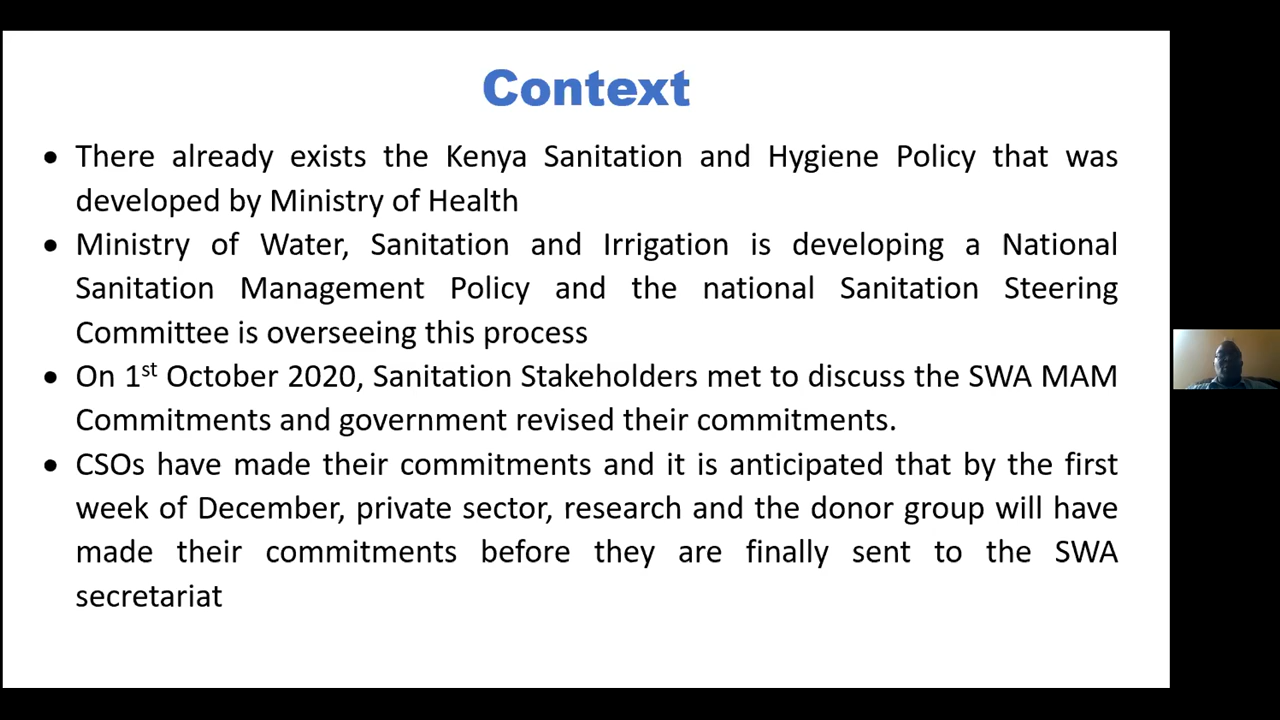 Context
• There already exists the Kenya Sanitation and Hygiene Policy that was
developed by Ministry of Health
• Ministry of Water, Sanitation and Irrigation is developing a National
Sanitation Management Policy and the national Sanitation Steering
Committee is overseeing this process
• On 1st October 2020, Sanitation Stakeholders met to discuss the SWA MAM
Commitments and government revised their commitments.
• CSOs have made their commitments and it is anticipated that by the first
week of December, private sector, research and the donor group will have
made their commitments before they are finally sent to the SWA
secretariat